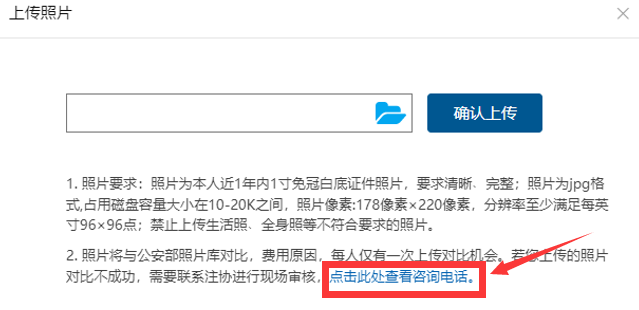 上传照片
确认上传
1. 照片要求：照片为本人近1年内1寸免冠白底证件照片，要求清晰、完整；照片为jpg格
式,占用磁盘容量大小在10-20K之间，照片像素:178像素×220像素，分辨率至少满足每英
寸96×96点；禁止上传生活照、全身照等不符合要求的照片。
2. 照片将与公安部照片库对比，费用原因，每人仅有一次上传对比机会。若您上传的照片
对比不成功，需要联系注协进行现场审核，点击此处查看咨询电话。